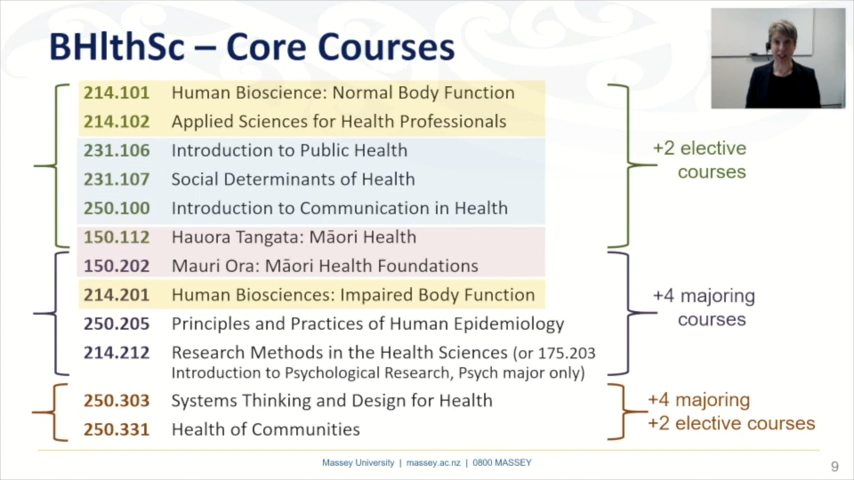 BHlthSc – Core Courses
214.101 Human Bioscience: Normal Body Function
214.102 Applied Sciences for Health Professionals
231.106 Introduction to Public Health
231.107 Social Determinants of Health
250.100 Introduction to Communication in Health
150.112 Hauora Tangata: Māori Health
+2 elective
courses
150.202 Mauri Ora: Māori Health Foundations
214.201 Human Biosciences: Impaired Body Function
250.205 Principles and Practices of Human Epidemiology
214.212 Research Methods in the Health Sciences (or 175.203
Introduction to Psychological Research, Psych major only)
+4 majoring
courses
250.303 Systems Thinking and Design for Health
250.331 Health of Communities
+4 majoring
+2 elective courses
Massey University | massey.ac.nz | 0800 MASSEY
9